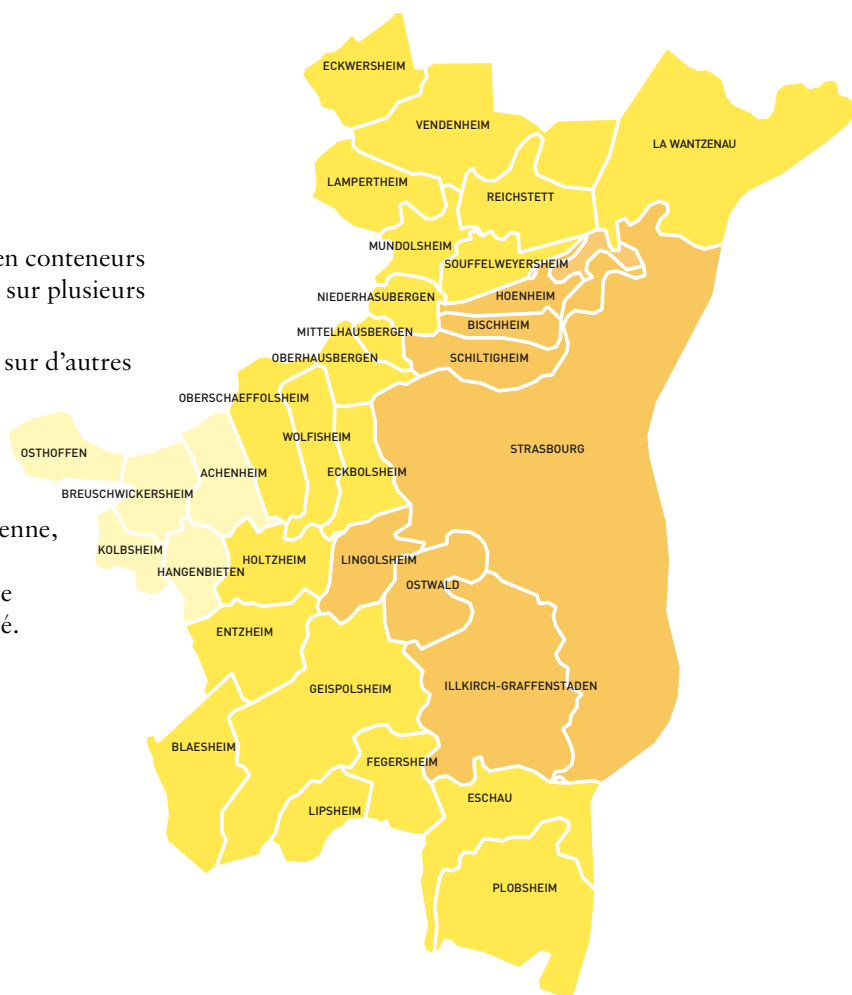 en conteneurs
sur plusieurs
sur d'autres
enne,
e
é.
ECKWERSHEIM
VENDENHEIM
LA WANTZENAU
LAMPERTHEIM
REICHSTETT
MUNDOLSHEIM
SOUFFELWEYERSHEIM
NIEDERHASUBERGEN
HOENHEIM
BISCHHEIM
MITTELHAUSBERGEN
OBERHAUSBERGEN
SCHILTIGHEIM
OBERSCHAEFFOLSHEIM
WOLFISHEIM
STRASBOURG
OSTHOFFEN
ACHENHEIM
ECKBOLSHEIM
BREUSCHWICKERSHEIM
KOLBSHEIM
HANGENBIETEN
HOLTZHEIM
LINGOLSHEIM
OSTWALD
ENTZHEIM
GEISPOLSHEIM
ILLKIRCH-GRAFFENSTADEN
BLAESHEIM
FEGERSHEIM
LIPSHEIM
ESCHAU
PLOBSHEIM